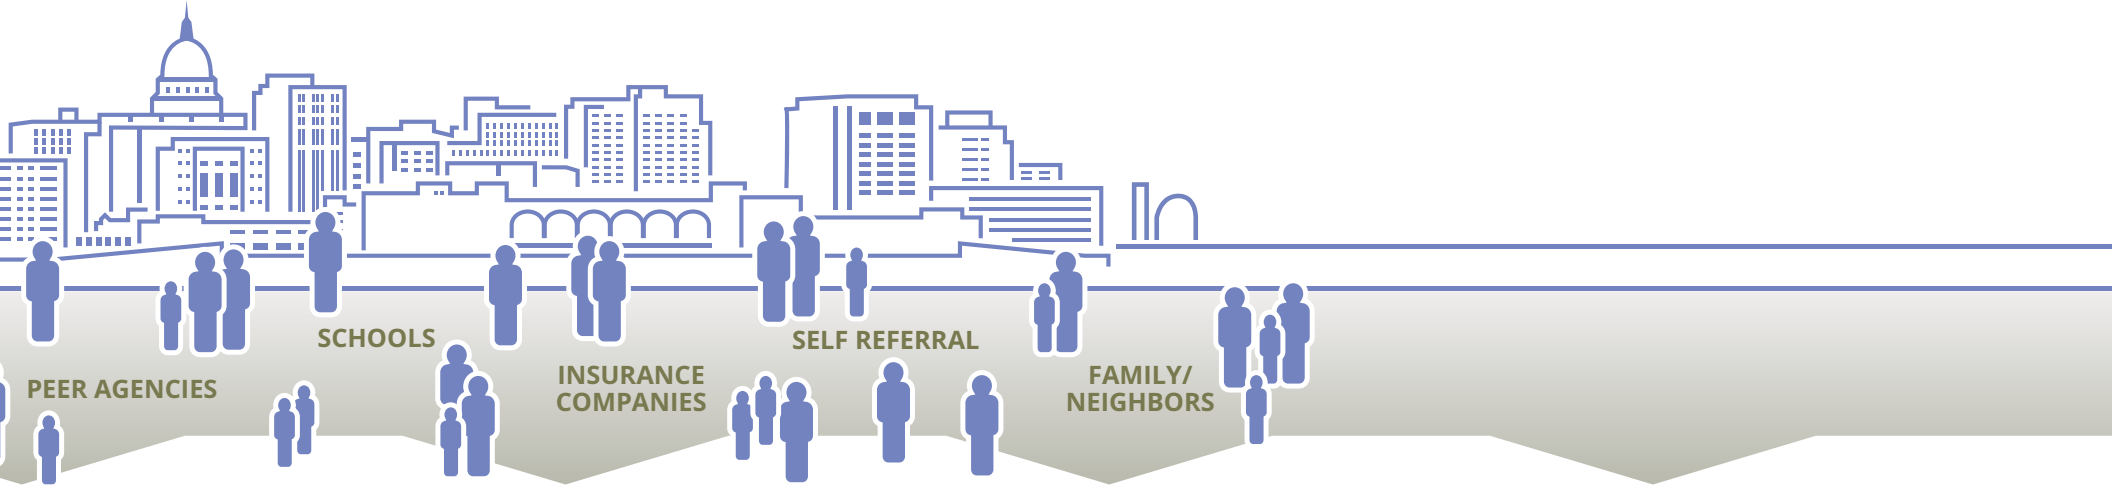 SCHOOLS
SELF REFERRAL
PEER AGENCIES
INSURANCE
COMPANIES
FAMILY/
NEIGHBORS